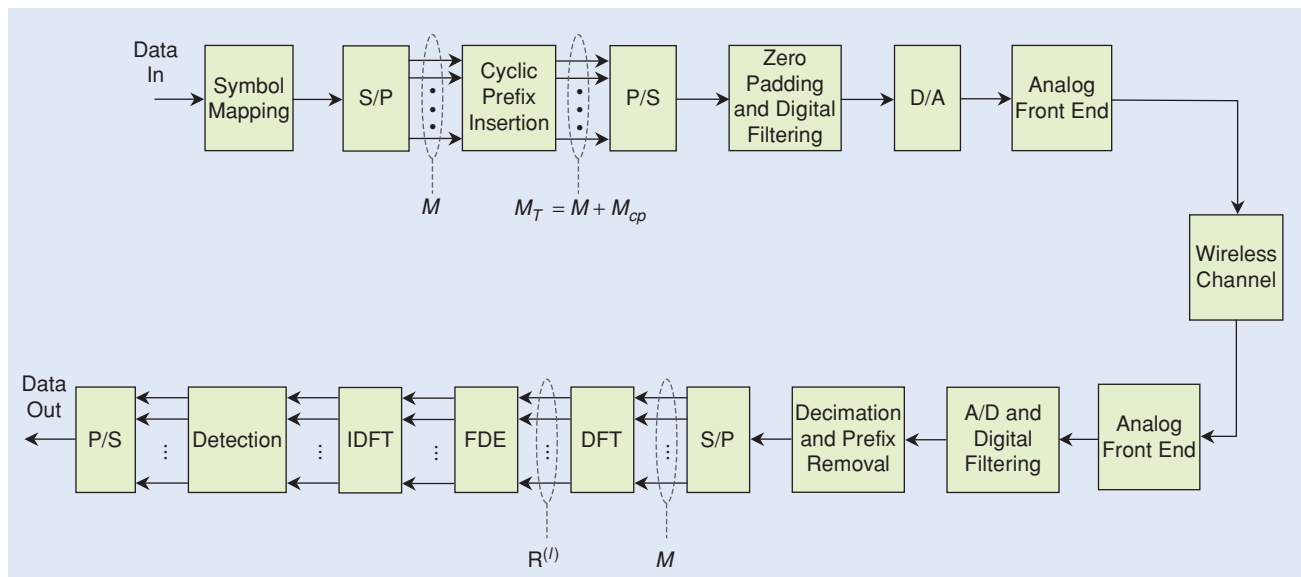 Data
In
Symbol
Mapping
S/P
Cyclic
Prefix
Insertion
P/S
Zero
Padding
and Digital
Filtering
D/A
Analog
Front End
M
M_T = M + M_cp
Wireless
Channel
Data
Out
P/S
Detection
IDFT
FDE
DFT
S/P
Decimation
and Prefix
Removal
A/D and
Digital
Filtering
Analog
Front End
R^(l)
M